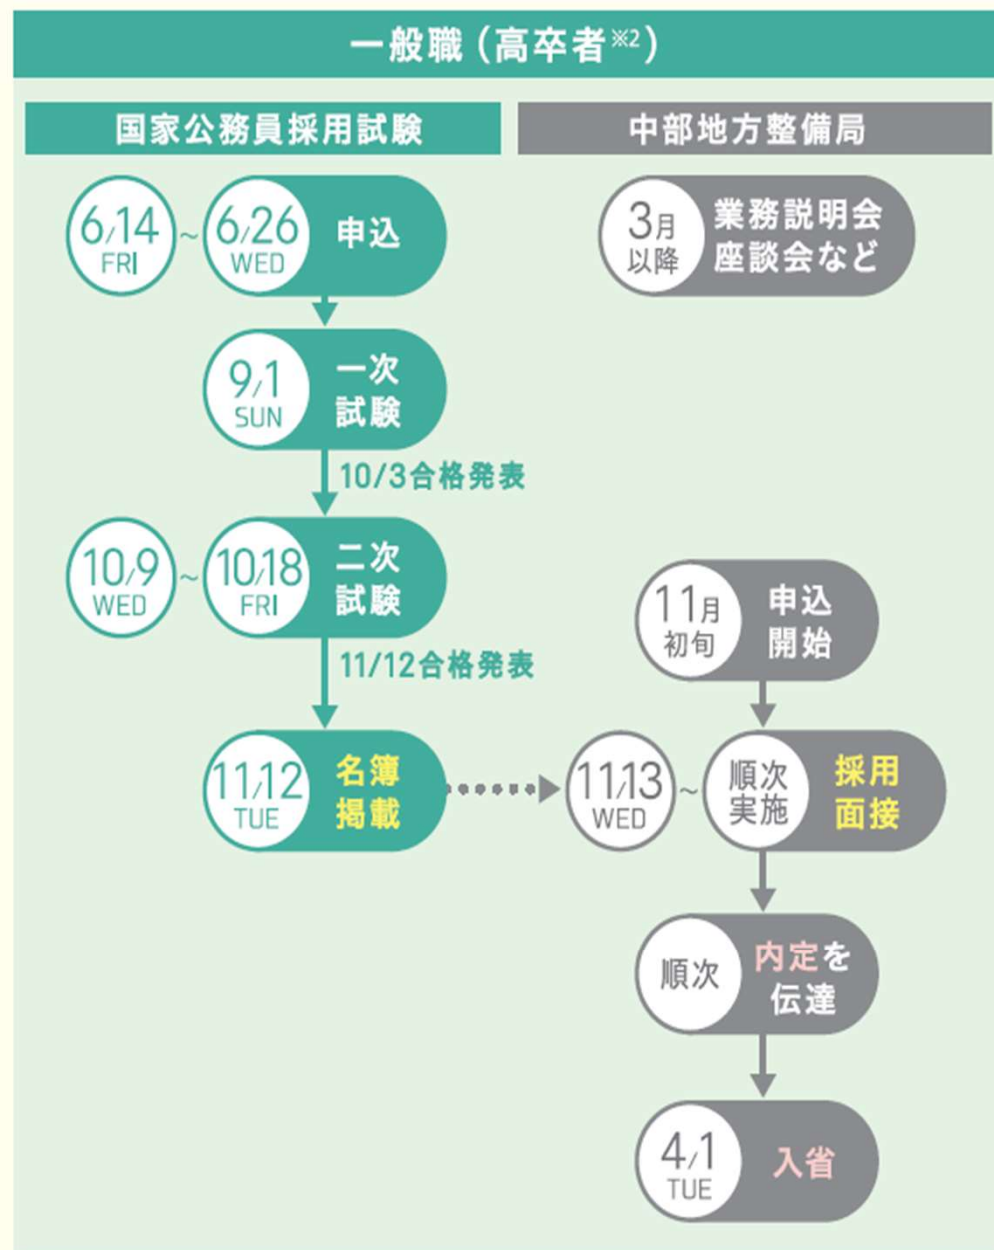 一般職（高卒者※2）
国家公務員採用試験
6/14
FRI
~
6/26
WED
申込
9/1
SUN
一次
試験
10/3合格発表
10/9
WED
~
10/18
FRI
二次
試験
11/12合格発表
11/12
TUE
名簿
掲載
中部地方整備局
3月
以降
業務説明会
座談会など
11月
初旬
申込
開始
11/13
WED
~
順次
実施
採用
面接
順次
内定を
伝達
4/1
TUE
入省